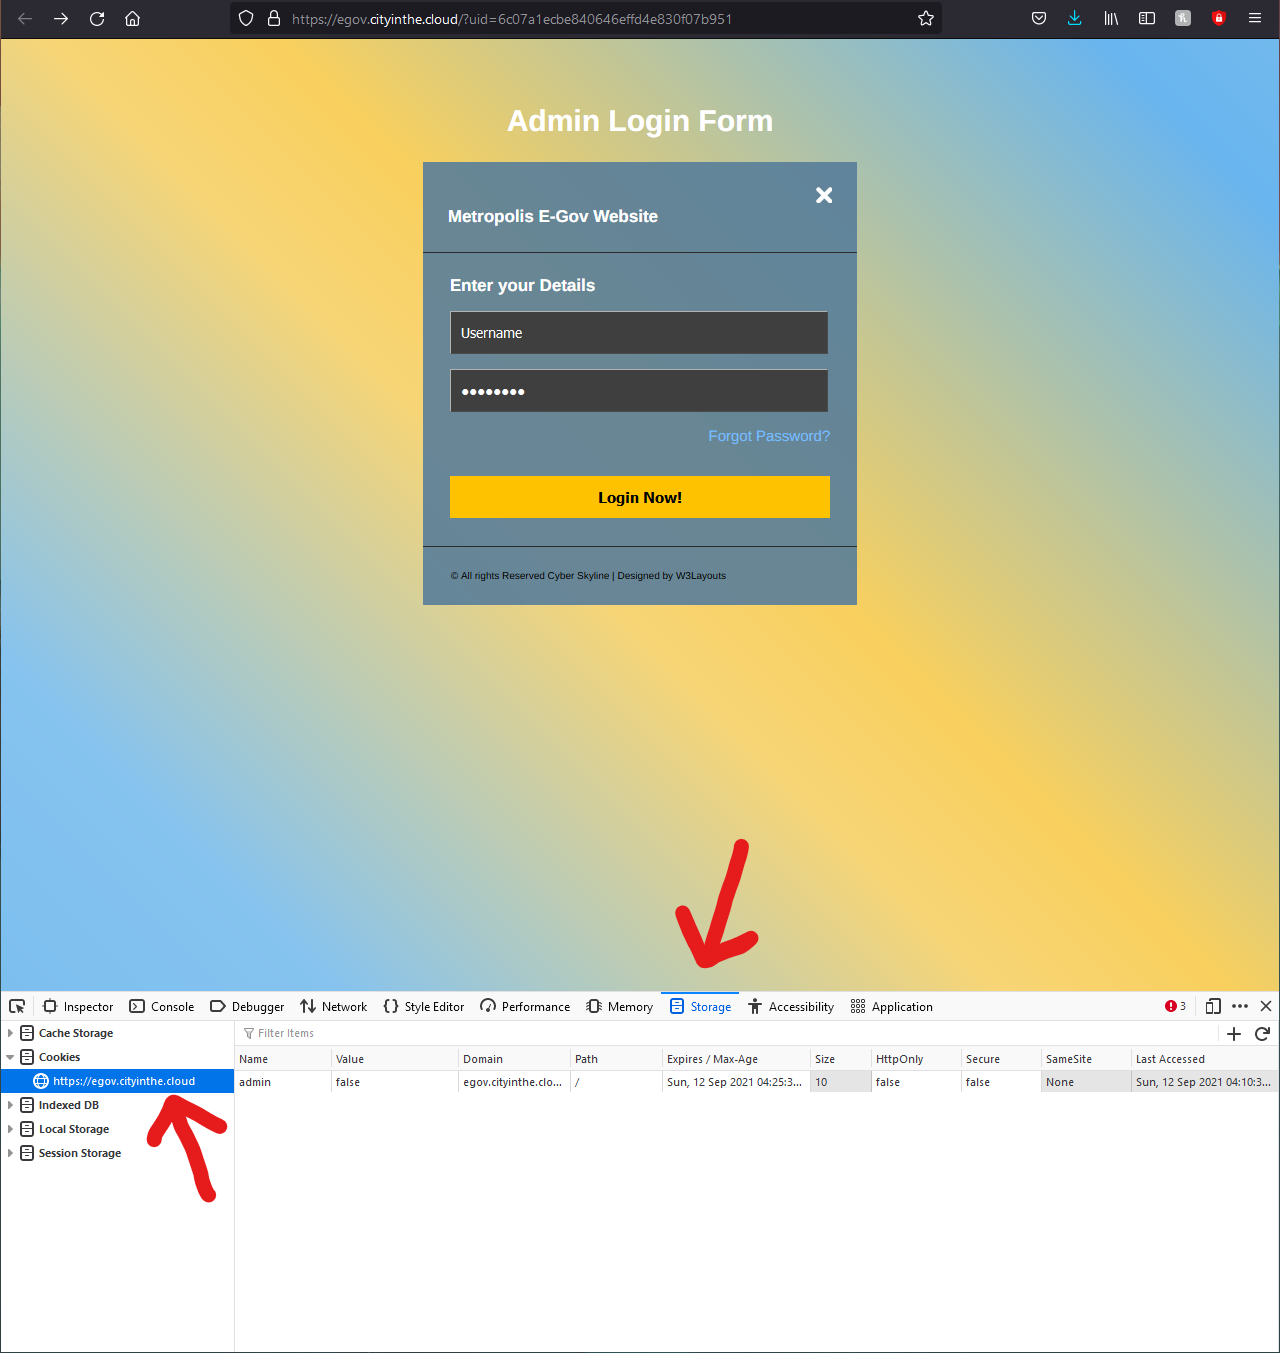 https://egov.cityinthe.cloud/?uid=6c07a1ecbe840646effd4e830f07b951
Admin Login Form
Metropolis E-Gov Website
Enter your Details
Username
••••••••
Forgot Password?
Login Now!
© All rights Reserved Cyber Skyline | Designed by W3Layouts
Inspector Console Debugger Network Style Editor Performance Memory Storage Accessibility Application 3
Cache Storage
Filter Items
Cookies
Name Value Domain Path Expires / Max-Age Size HttpOnly Secure SameSite Last Accessed
https://egov.cityinthe.cloud
admin false egov.cityinthe.clo... / Sun, 12 Sep 2021 04:25:3... 10 false false None Sun, 12 Sep 2021 04:10:3...
Indexed DB
Local Storage
Session Storage